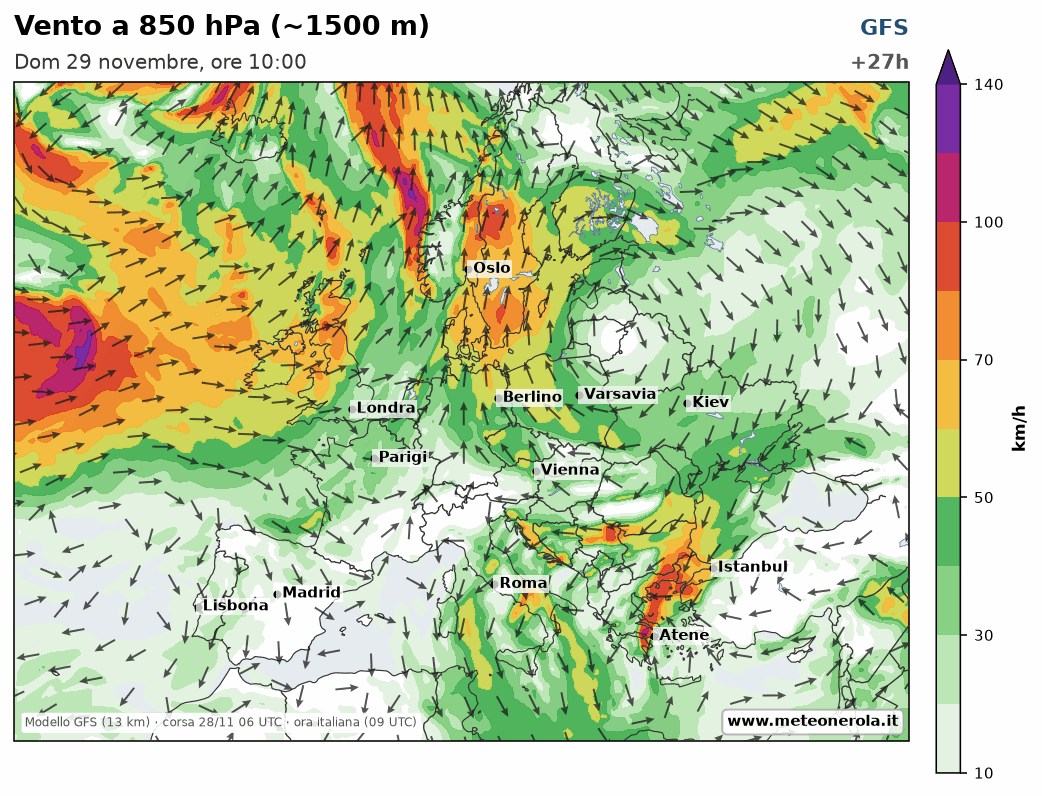 Vento a 850 hPa (~1500 m)
GFS
Dom 29 novembre, ore 10:00
+27h
140
100
70
50
30
10
km/h
Oslo
Berlino
Varsavia
Kiev
Londra
Parigi
Vienna
Istanbul
Roma
Madrid
Lisbona
Atene
Modello GFS (13 km) · corsa 28/11 06 UTC · ora italiana (09 UTC)
www.meteonerola.it